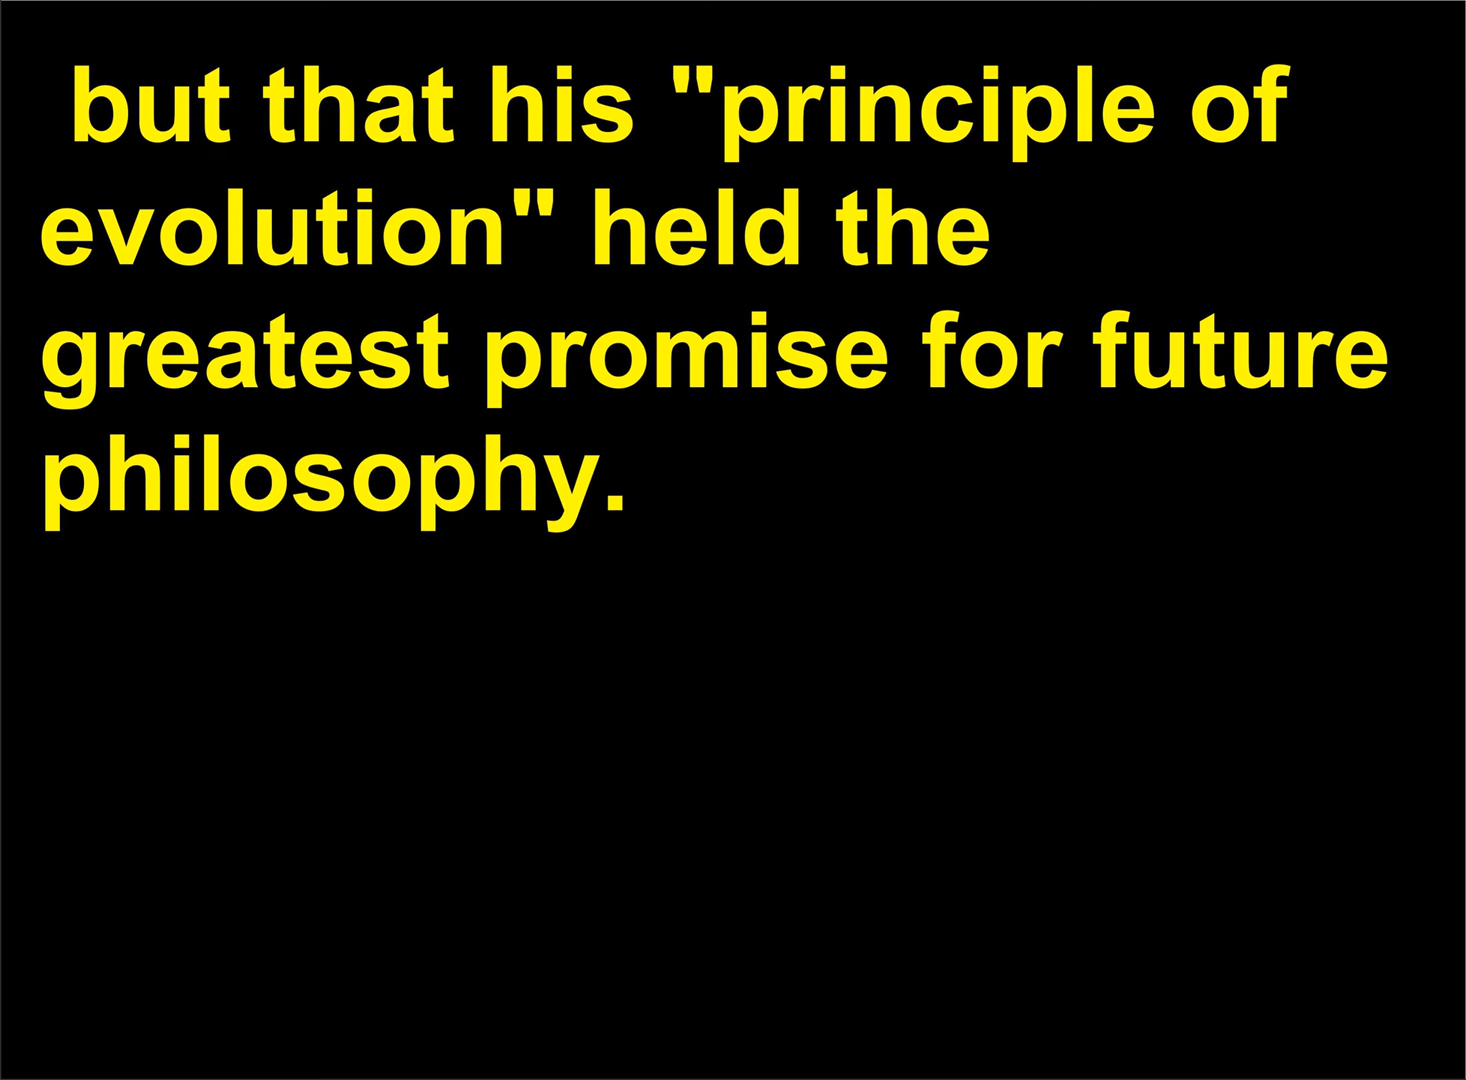 but that his "principle of
evolution" held the
greatest promise for future
philosophy.